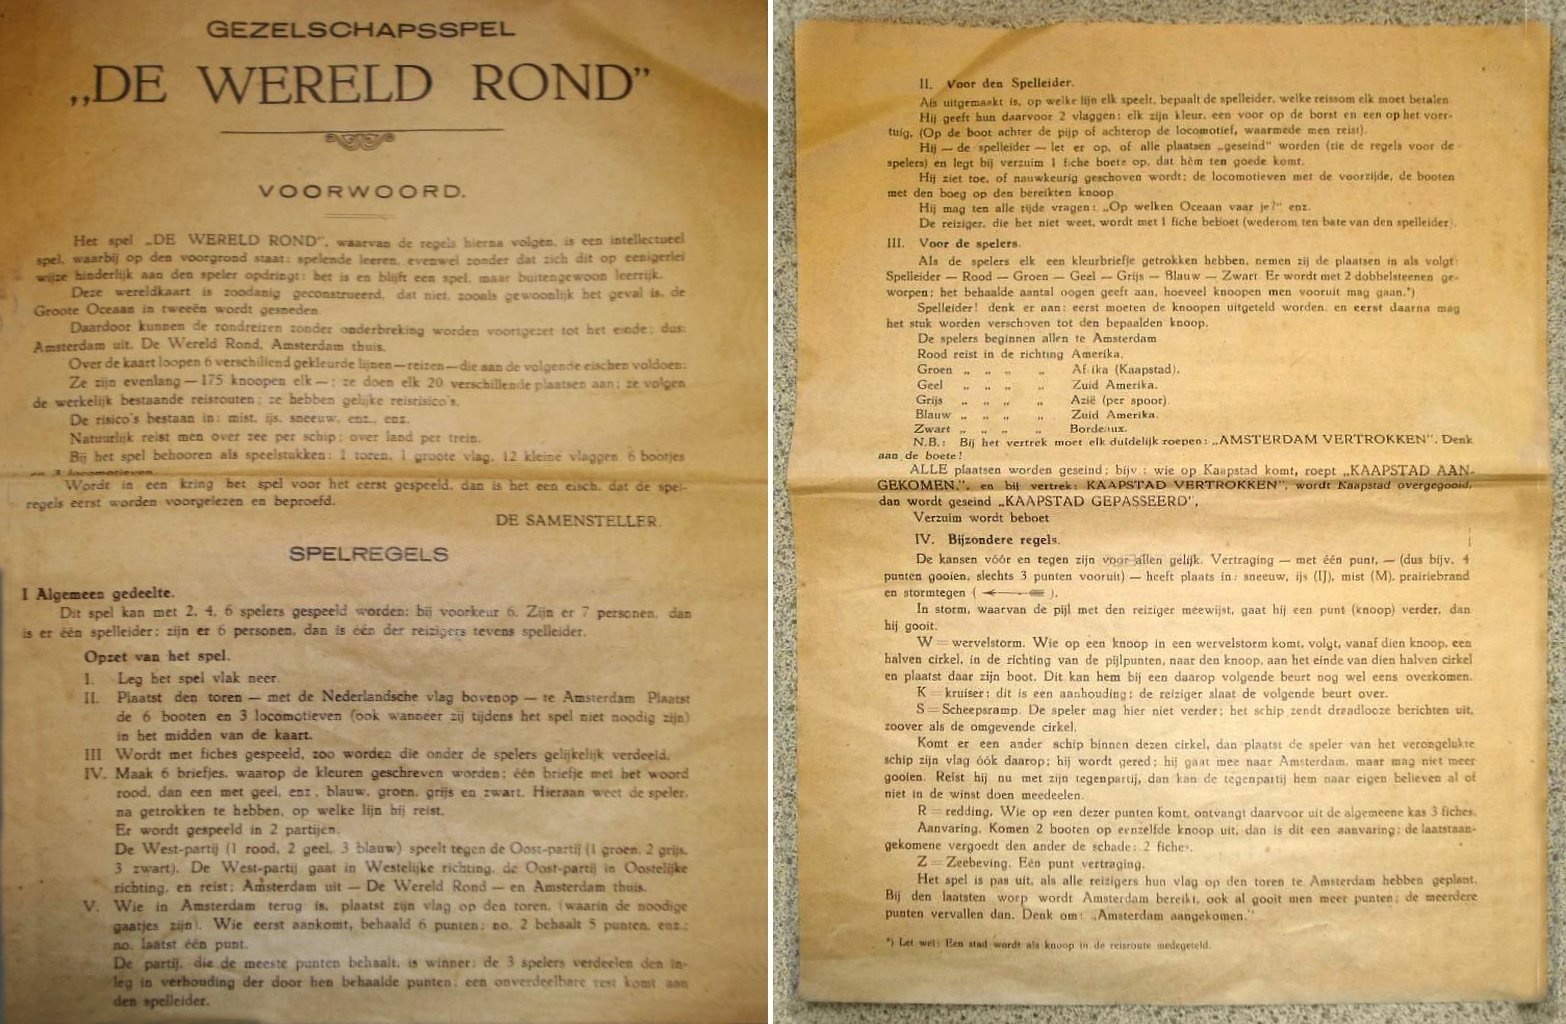 GEZELSCHAPSSPEL
„DE WERELD ROND”
VOORWOORD.
Het spel „DE WERELD ROND”, waarvan de regels hierna volgen, is een intellectueel
spel, waarbij op den voorgrond staat: spelende leeren, evenwel zonder dat zich dit op eenigerlei
wijze hinderlijk aan den speler opdringt: het is en blijft een spel, maar buitengewoon leerrijk.
Deze wereldkaart is zoodanig geconstrueerd, dat niet, zooals gewoonlijk het geval is, de
Groote Oceaan in tweeën wordt gesneden.
Daardoor kunnen de rondreizen zonder onderbreking worden voortgezet tot het einde; dus:
Amsterdam uit, De Wereld Rond, Amsterdam thuis.
Over de kaart loopen 6 verschillend gekleurde lijnen — reizen — die aan de volgende eischen voldoen:
Ze zijn evenlang — 175 knoopen elk —; ze doen elk 20 verschillende plaatsen aan; ze volgen
de werkelijk bestaande reisrouten; ze hebben gelijke reisrisico's.
De risico's bestaan in: mist, ijs, sneeuw, enz., enz.
Natuurlijk reist men over zee per schip; over land per trein.
Bij het spel behooren als speelstukken: 1 toren, 1 groote vlag, 12 kleine vlaggen, 6 bootjes
en 3 locomotieven.
Wordt in een kring het spel voor het eerst gespeeld, dan is het een eisch, dat de spel-
regels eerst worden voorgelezen en beproefd.
DE SAMENSTELLER.
SPELREGELS
I Algemeen gedeelte.
Dit spel kan met 2, 4, 6 spelers gespeeld worden; bij voorkeur 6. Zijn er 7 personen, dan
is er één spelleider; zijn er 6 personen, dan is één der reizigers tevens spelleider.
Opzet van het spel.
I. Leg het spel vlak neer.
II. Plaatst den toren — met de Nederlandsche vlag bovenop — te Amsterdam Plaatst
de 6 booten en 3 locomotieven (ook wanneer zij tijdens het spel niet noodig zijn)
in het midden van de kaart.
III Wordt met fiches gespeeld, zoo worden die onder de spelers gelijkelijk verdeeld.
IV. Maak 6 briefjes, waarop de kleuren geschreven worden; één briefje met het woord
rood, dan een met geel, enz., blauw, groen, grijs en zwart. Hieraan weet de speler,
na getrokken te hebben, op welke lijn hij reist.
Er wordt gespeeld in 2 partijen.
De West-partij (1 rood, 2 geel, 3 blauw) speelt tegen de Oost-partij (1 groen, 2 grijs,
3 zwart). De West-partij gaat in Westelijke richting, de Oost-partij in Oostelijke
richting, en reist: Amsterdam uit — De Wereld Rond — en Amsterdam thuis.
V. Wie in Amsterdam terug is, plaatst zijn vlag op den toren, (waarin de noodige
gaatjes zijn). Wie eerst aankomt, behaald 6 punten; no. 2 behaalt 5 punten, enz.;
no. laatst één punt.
De partij, die de meeste punten behaalt, is winner; de 3 spelers verdeelen den in-
leg in verhouding der door hen behaalde punten; een onverdeelbare rest komt aan
den spelleider.
II. Voor den Spelleider.
Als uitgemaakt is, op welke lijn elk speelt, bepaalt de spelleider, welke reissom elk moet betalen
Hij geeft hun daarvoor 2 vlaggen; elk zijn kleur, een voor op de borst en een op het voer-
tuig, (Op de boot achter de pijp of achterop de locomotief, waarmede men reist).
Hij — de spelleider — let er op, of alle plaatsen „geseind” worden (zie de regels voor de
spelers) en legt bij verzuim 1 fiche boete op, dat hèm ten goede komt.
Hij ziet toe, of nauwkeurig geschoven wordt; de locomotieven met de voorzijde, de booten
met den boeg op den bereikten knoop.
Hij mag ten alle tijde vragen: „Op welken Oceaan vaar je?” enz.
De reiziger, die het niet weet, wordt met 1 fiche beboet (wederom ten bate van den spelleider).
III. Voor de spelers.
Als de spelers elk een kleurbriefje getrokken hebben, nemen zij de plaatsen in als volgt:
Spelleider — Rood — Groen — Geel — Grijs — Blauw — Zwart Er wordt met 2 dobbelsteenen ge-
worpen; het behaalde aantal oogen geeft aan, hoeveel knoopen men vooruit mag gaan.*)
Spelleider! denk er aan: eerst moeten de knoopen uitgeteld worden, en eerst daarna mag
het stuk worden verschoven tot den bepaalden knoop.
De spelers beginnen allen te Amsterdam
Rood reist in de richting Amerika.
Groen „ „ „ „ Afrika (Kaapstad).
Geel „ „ „ „ Zuid Amerika.
Grijs „ „ „ „ Azië (per spoor).
Blauw „ „ „ „ Zuid Amerika.
Zwart „ „ „ „ Bordeaux.
N.B.: Bij het vertrek moet elk duidelijk roepen: „AMSTERDAM VERTROKKEN”. Denk
aan de boete!
ALLE plaatsen worden geseind; bijv.: wie op Kaapstad komt, roept „KAAPSTAD AAN-
GEKOMEN.”, en bij vertrek: KAAPSTAD VERTROKKEN”, wordt Kaapstad overgegooid,
dan wordt geseind „KAAPSTAD GEPASSEERD”,
Verzuim wordt beboet
IV. Bijzondere regels.
De kansen vóór en tegen zijn voor allen gelijk. Vertraging — met één punt, — (dus bijv. 4
punten gooien, slechts 3 punten vooruit) — heeft plaats in: sneeuw, ijs (IJ), mist (M), prairiebrand
en stormtegen ( ).
In storm, waarvan de pijl met den reiziger meewijst, gaat hij een punt (knoop) verder, dan
hij gooit.
W = wervelstorm. Wie op een knoop in een wervelstorm komt, volgt, vanaf dien knoop, een
halven cirkel, in de richting van de pijlpunten, naar den knoop, aan het einde van dien halven cirkel
en plaatst daar zijn boot. Dit kan hem bij een daarop volgende beurt nog wel eens overkomen.
K = kruiser; dit is een aanhouding; de reiziger slaat de volgende beurt over.
S = Scheepsramp. De speler mag hier niet verder; het schip zendt draadlooze berichten uit,
zoover als de omgevende cirkel.
Komt er een ander schip binnen dezen cirkel, dan plaatst de speler van het verongelukte
schip zijn vlag óók daarop; hij wordt gered; hij gaat mee naar Amsterdam, maar mag niet meer
gooien. Reist hij nu met zijn tegenpartij, dan kan de tegenpartij hem naar eigen believen al of
niet in de winst doen meedeelen.
R = redding. Wie op een dezer punten komt, ontvangt daarvoor uit de algemeene kas 3 fiches.
Aanvaring. Komen 2 booten op eenzelfde knoop uit, dan is dit een aanvaring; de laatstaan-
gekomene vergoedt den ander de schade: 2 fiches.
Z = Zeebeving. Eén punt vertraging.
Het spel is pas uit, als alle reizigers hun vlag op den toren te Amsterdam hebben geplant.
Bij den laatsten worp wordt Amsterdam bereikt, ook al gooit men meer punten; de meerdere
punten vervallen dan. Denk om: „Amsterdam aangekomen.”
*) Let wel: Een stad wordt als knoop in de reisroute medegeteld.